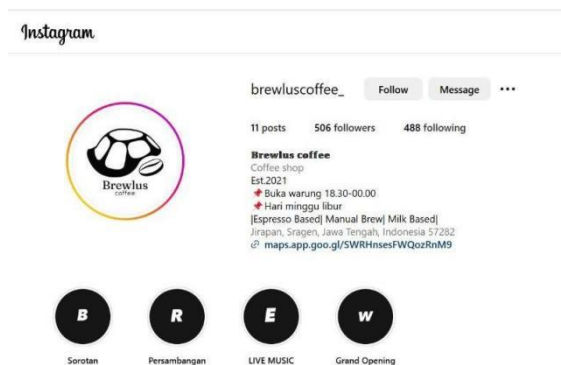 Instagram
brewluscoffee_ Follow Message •••
11 posts 506 followers 488 following
Brewlus coffee
Coffee shop
Est.2021
📌Buka warung 18.30-00.00
📌Hari minggu libur
|Espresso Based| Manual Brew| Milk Based|
Jirapan, Sragen, Jawa Tengah, Indonesia 57282
maps.app.goo.gl/SWRHnsesFWQozRnM9
Brewlus
coffee
B R E W
Sorotan Persambangan LIVE MUSIC Grand Opening